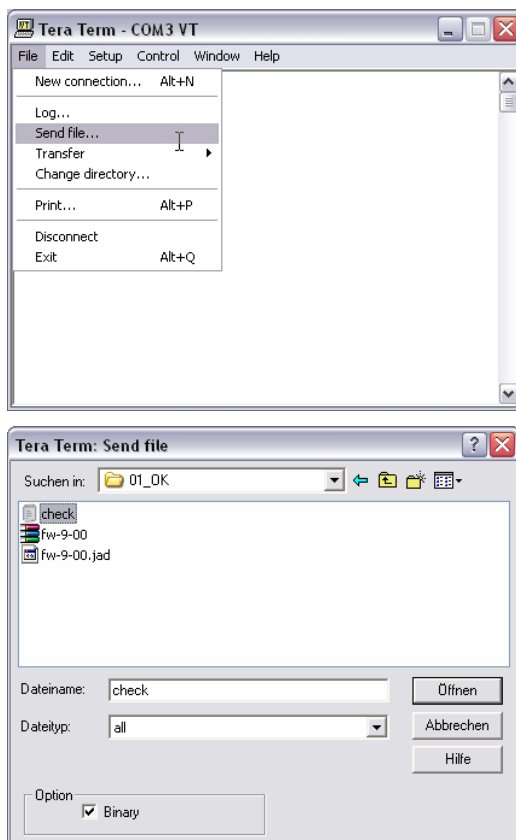 Tera Term - COM3 VT
File Edit Setup Control Window Help
New connection... Alt+N
Log...
Send file...
Transfer
Change directory...
Print... Alt+P
Disconnect
Exit Alt+Q
Tera Term: Send file
Suchen in: 01_OK
check
fw-9-00
fw-9-00.jad
Dateiname: check Öffnen
Dateityp: all Abbrechen
Hilfe
Option
Binary